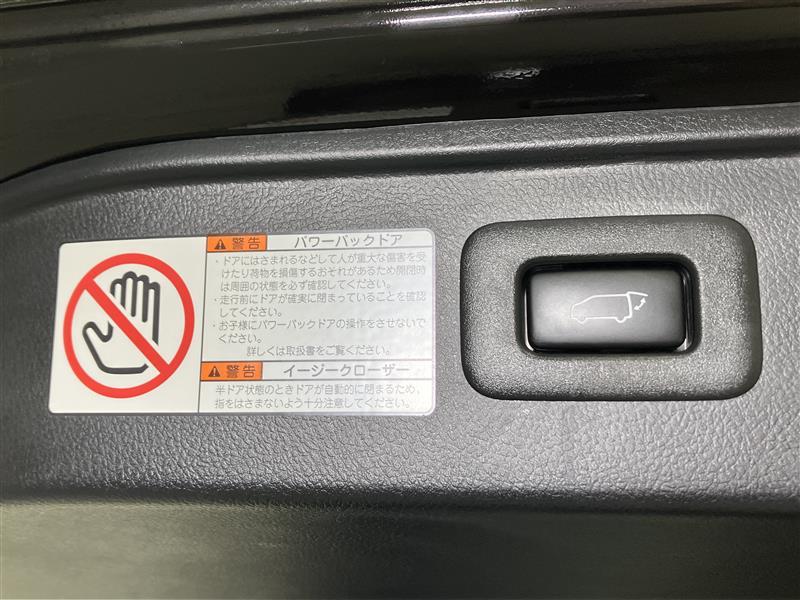 警告 パワーバックドア
・ドアにはさまれるなどして人が重大な傷害を受
けたり荷物を損傷するおそれがあるため開閉時
は周囲の状態を必ず確認してください。
・走行前にドアが確実に閉まっていることを確認
してください。
・お子様にパワーバックドアの操作をさせないで
ください。
詳しくは取扱書をご覧ください。
警告 イージークローザー
半ドア状態のときドアが自動的に閉まるため、
指をはさまないよう十分注意してください。